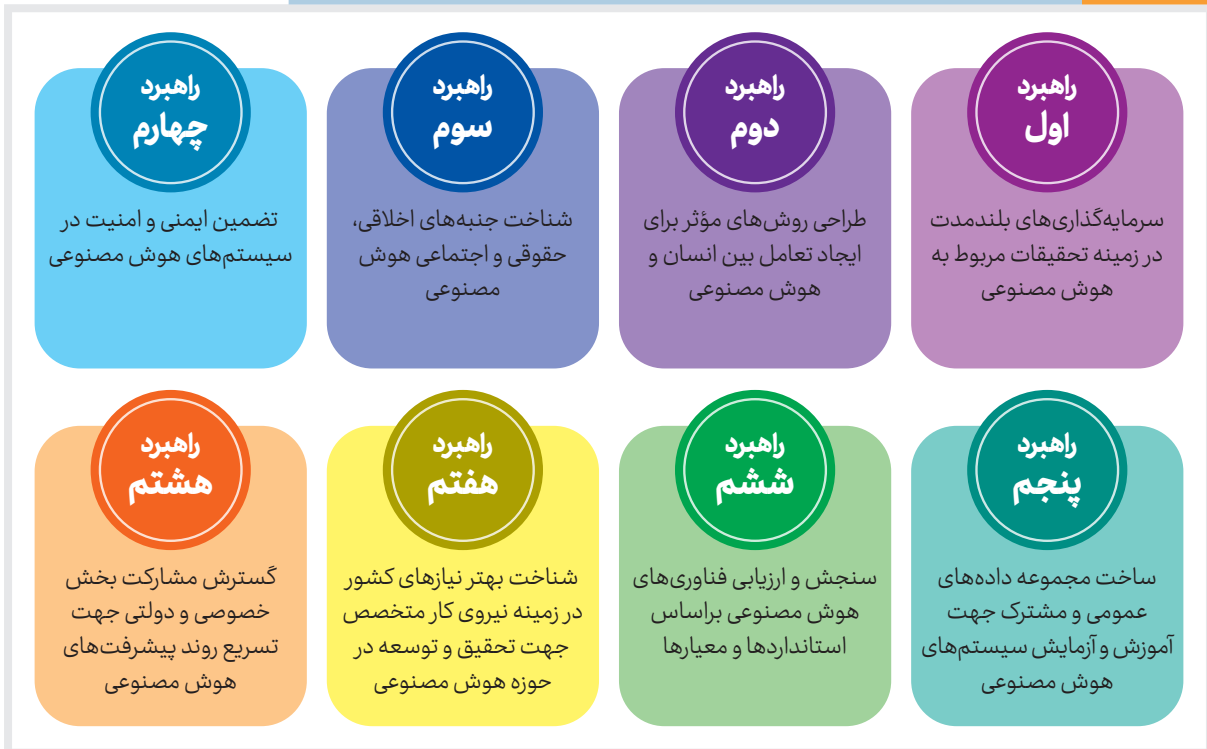 راهبرد
اول
سرمایه‌گذاری‌های بلندمدت
در زمینه تحقیقات مربوط به
هوش مصنوعی
راهبرد
دوم
طراحی روش‌های مؤثر برای
ایجاد تعامل بین انسان و
هوش مصنوعی
راهبرد
سوم
شناخت جنبه‌های اخلاقی،
حقوقی و اجتماعی هوش
مصنوعی
راهبرد
چهارم
تضمین ایمنی و امنیت در
سیستم‌های هوش مصنوعی
راهبرد
پنجم
ساخت مجموعه داده‌های
عمومی و مشترک جهت
آموزش و آزمایش سیستم‌های
هوش مصنوعی
راهبرد
ششم
سنجش و ارزیابی فناوری‌های
هوش مصنوعی براساس
استانداردها و معیارها
راهبرد
هفتم
شناخت بهتر نیازهای کشور
در زمینه نیروی کار متخصص
جهت تحقیق و توسعه در
حوزه هوش مصنوعی
راهبرد
هشتم
گسترش مشارکت بخش
خصوصی و دولتی جهت
تسریع روند پیشرفت‌های
هوش مصنوعی